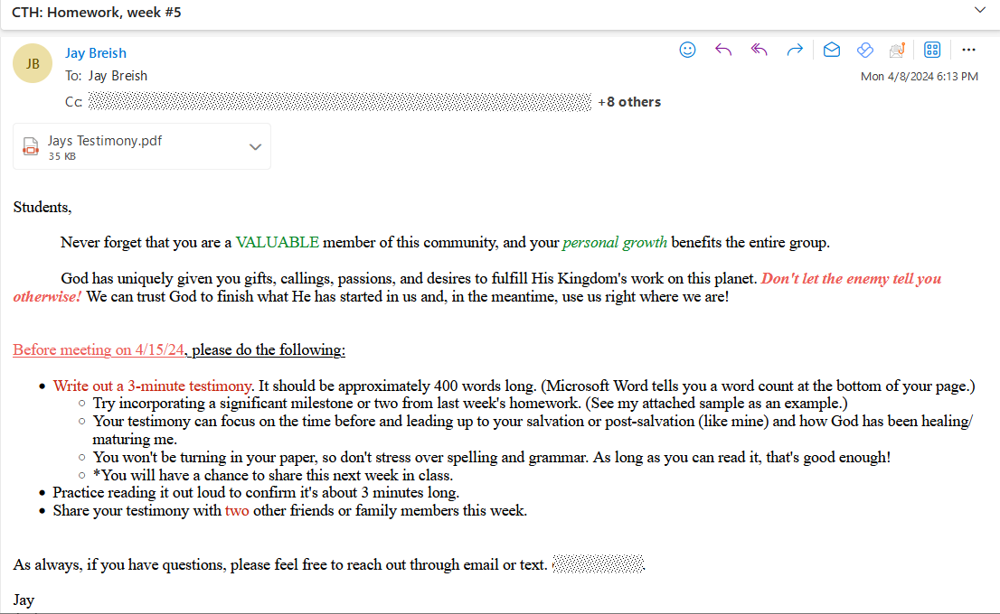 CTH: Homework, week #5
JB
Jay Breish
To: Jay Breish
Mon 4/8/2024 6:13 PM
Cc: +8 others
Jays Testimony.pdf
35 KB
Students,
Never forget that you are a VALUABLE member of this community, and your personal growth benefits the entire group.
God has uniquely given you gifts, callings, passions, and desires to fulfill His Kingdom's work on this planet. Don't let the enemy tell you
otherwise! We can trust God to finish what He has started in us and, in the meantime, use us right where we are!
Before meeting on 4/15/24, please do the following:
• Write out a 3-minute testimony. It should be approximately 400 words long. (Microsoft Word tells you a word count at the bottom of your page.)
○ Try incorporating a significant milestone or two from last week's homework. (See my attached sample as an example.)
○ Your testimony can focus on the time before and leading up to your salvation or post-salvation (like mine) and how God has been healing/
maturing me.
○ You won't be turning in your paper, so don't stress over spelling and grammar. As long as you can read it, that's good enough!
○ *You will have a chance to share this next week in class.
• Practice reading it out loud to confirm it's about 3 minutes long.
• Share your testimony with two other friends or family members this week.
As always, if you have questions, please feel free to reach out through email or text.
Jay